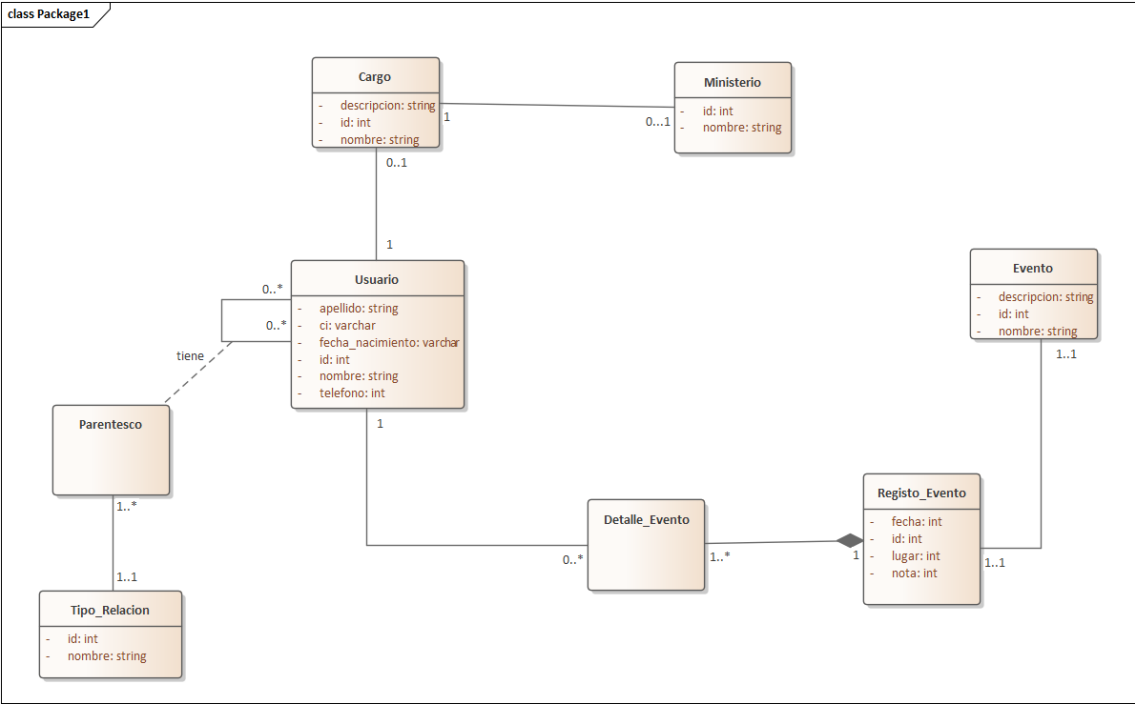 class Package1
Cargo
- descripcion: string
- id: int
- nombre: string
1
0...1
Ministerio
- id: int
- nombre: string
0..1
1
Usuario
- apellido: string
- ci: varchar
- fecha_nacimiento: varchar
- id: int
- nombre: string
- telefono: int
0..*
0..*
tiene
Evento
- descripcion: string
- id: int
- nombre: string
1..1
Parentesco
1..*
1..1
Tipo_Relacion
- id: int
- nombre: string
1
0..*
Detalle_Evento
1..*
1
Registo_Evento
- fecha: int
- id: int
- lugar: int
- nota: int
1..1